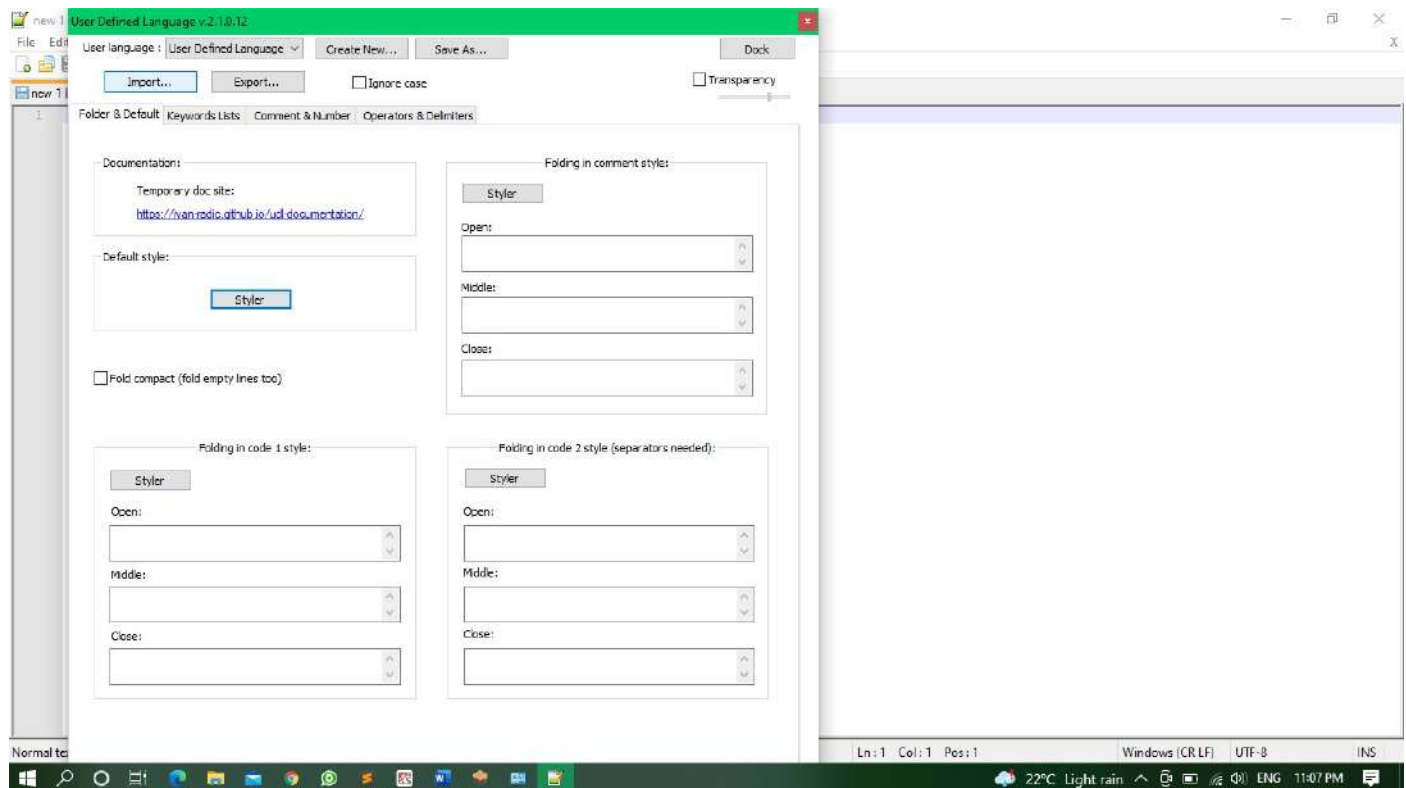 new 1
User Defined Language v.2.1.0.12
File Edit
X
User language : User Defined Language Create New... Save As... Dock
Import... Export... Ignore case Transparency
new 1
Folder & Default Keywords Lists Comment & Number Operators & Delimiters
1
Documentation:
Temporary doc site:
https://ivan-radic.github.io/udl-documentation/
Default style:
Styler
Fold compact (fold empty lines too)
Folding in comment style:
Styler
Open:
Middle:
Close:
Folding in code 1 style:
Styler
Open:
Middle:
Close:
Folding in code 2 style (separators needed):
Styler
Open:
Middle:
Close:
Normal Ln : 1 Col : 1 Pos : 1 Windows (CR LF) UTF-8 INS
22°C Light rain ENG 11:07 PM